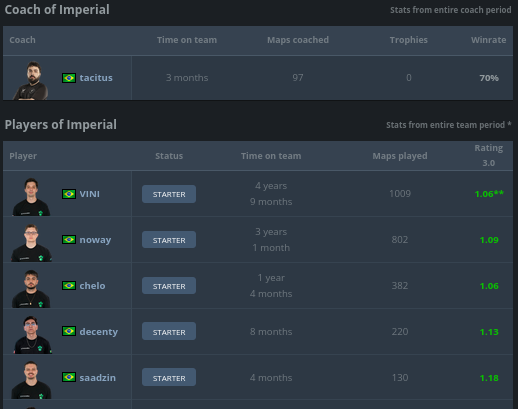 Coach of Imperial
Stats from entire coach period
Coach Time on team Maps coached Trophies Winrate
tacitus 3 months 97 0 70%
Players of Imperial
Stats from entire team period *
Player Status Time on team Maps played Rating 3.0
VINI STARTER 4 years 9 months 1009 1.06**
noway STARTER 3 years 1 month 802 1.09
chelo STARTER 1 year 4 months 382 1.06
decenty STARTER 8 months 220 1.13
saadzin STARTER 4 months 130 1.18